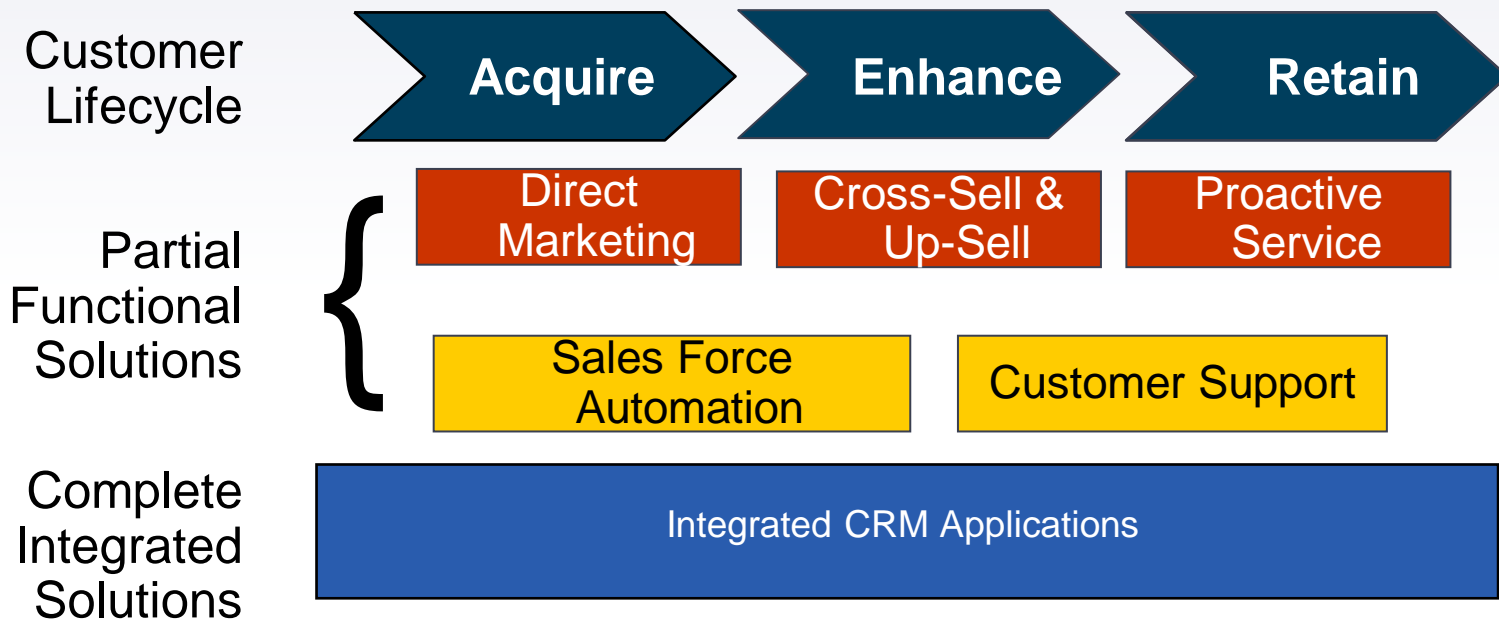 Customer
Lifecycle
Acquire
Enhance
Retain
Partial
Functional
Solutions
{
Direct
Marketing
Cross-Sell &
Up-Sell
Proactive
Service
Sales Force
Automation
Customer Support
Complete
Integrated
Solutions
Integrated CRM Applications